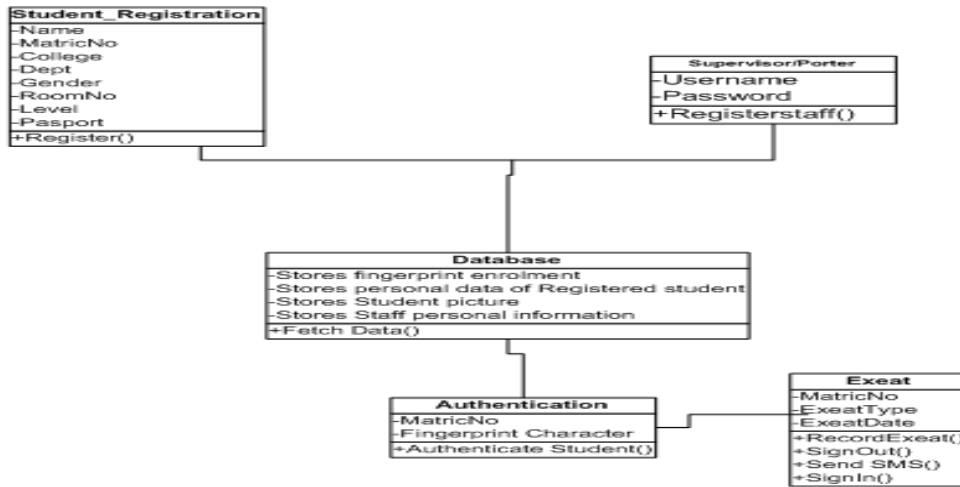 Student_Registration
-Name
-MatricNo
-College
-Dept
-Gender
-RoomNo
-Level
-Pasport
+Register()
Supervisor/Porter
-Username
-Password
+Registerstaff()
Database
-Stores fingerprint enrolment
-Stores personal data of Registered student
-Stores Student picture
-Stores Staff personal information
+Fetch Data()
Authentication
-MatricNo
-Fingerprint Character
+Authenticate Student()
Exeat
-MatricNo
-ExeatType
-ExeatDate
+RecordExeat()
+SignOut()
+Send SMS()
+SignIn()